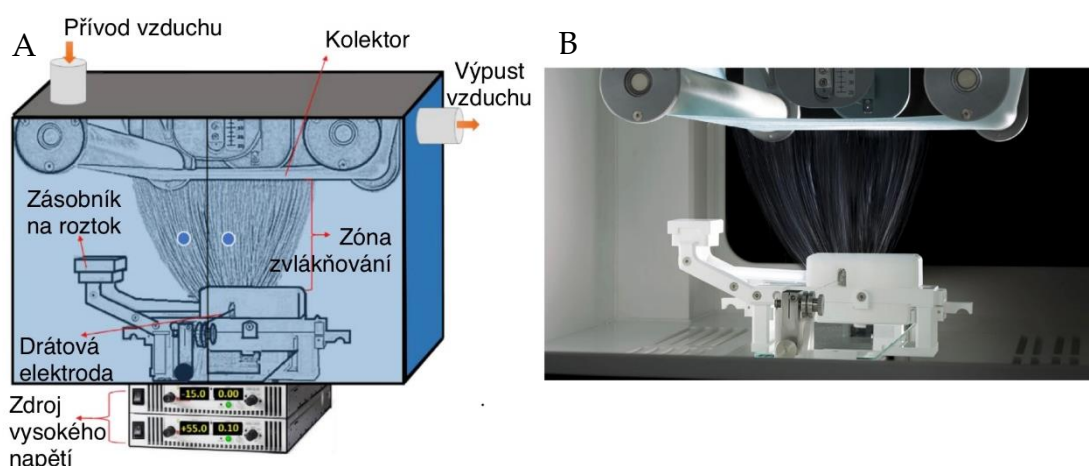 A
Přívod vzduchu
Kolektor
Výpust
vzduchu
Zásobník
na roztok
Zóna
zvlákňování
Drátová
elektroda
Zdroj
vysokého
napětí
-15.0 0.00
+55.0 0.10
B